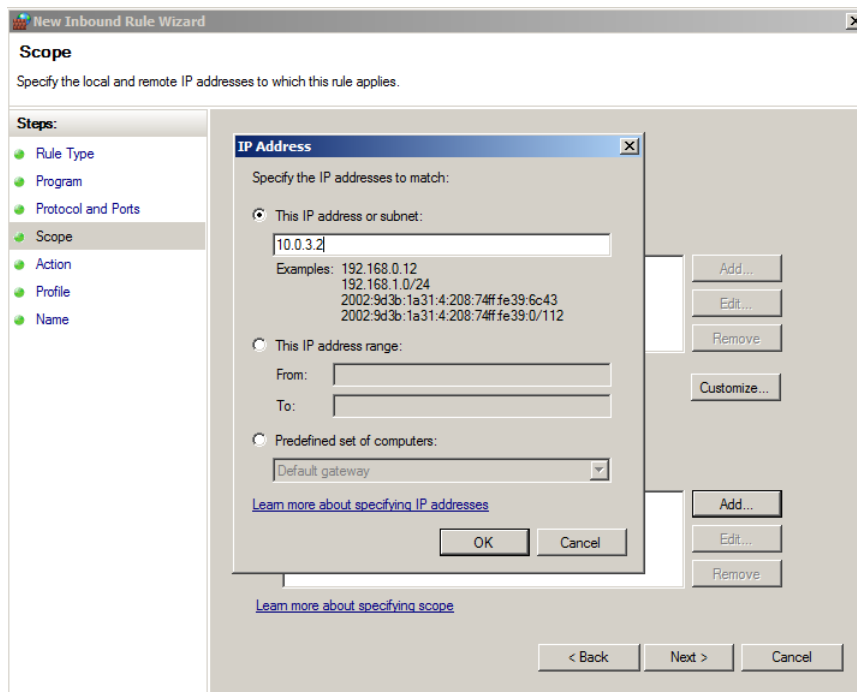 New Inbound Rule Wizard
Scope
Specify the local and remote IP addresses to which this rule applies.
Steps:
Rule Type
Program
Protocol and Ports
Scope
Action
Profile
Name
IP Address
Specify the IP addresses to match:
This IP address or subnet:
10.0.3.2
Examples: 192.168.0.12
192.168.1.0/24
2002:9d3b:1a31:4:208:74ff:fe39:6c43
2002:9d3b:1a31:4:208:74ff:fe39:0/112
This IP address range:
From:
To:
Predefined set of computers:
Default gateway
Learn more about specifying IP addresses
OK Cancel
Add...
Edit...
Remove
Customize...
Add...
Edit...
Remove
Learn more about specifying scope
< Back Next > Cancel